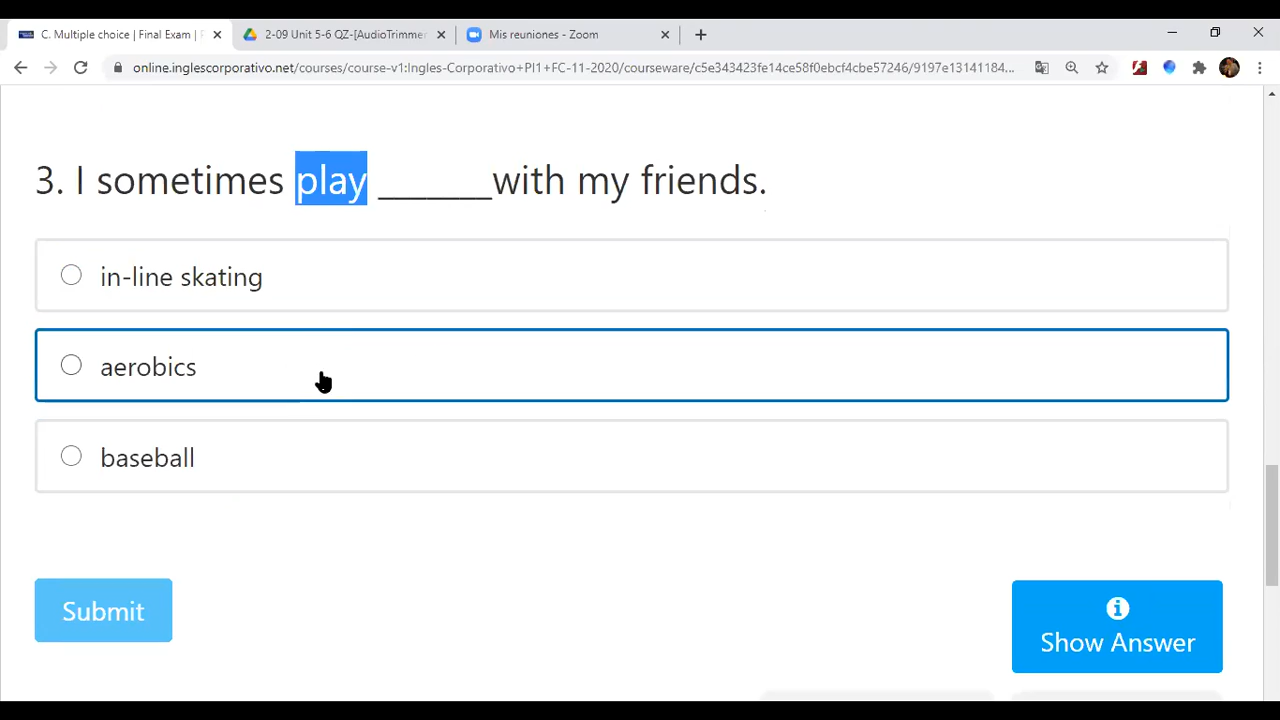 C. Multiple choice | Final Exam |
2-09 Unit 5-6 QZ-[AudioTrimmer
Mis reuniones - Zoom
online.inglescorporativo.net/courses/course-v1:Ingles-Corporativo+PI1+FC-11-2020/courseware/c5e343423fe14ce58f0ebcf4cbe57246/9197e13141184...
3. I sometimes play _______with my friends.
in-line skating
aerobics
baseball
Submit
Show Answer